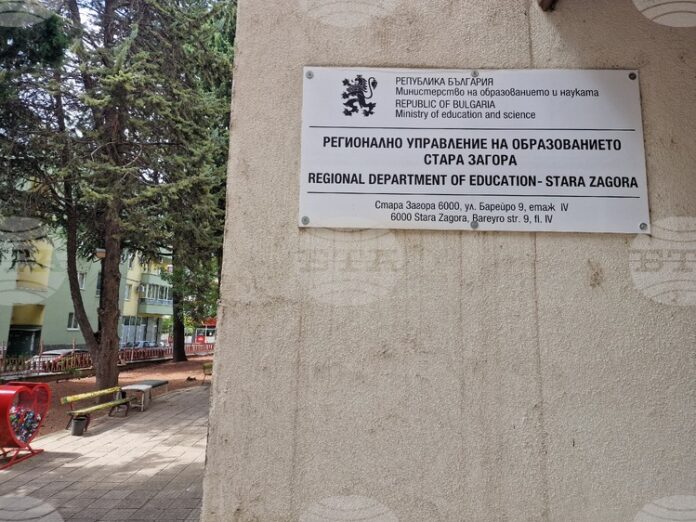 РЕПУБЛИКА БЪЛГАРИЯ
Министерство на образованието и науката
REPUBLIC OF BULGARIA
Ministry of education and science
РЕГИОНАЛНО УПРАВЛЕНИЕ НА ОБРАЗОВАНИЕТО
СТАРА ЗАГОРА
REGIONAL DEPARTMENT OF EDUCATION- STARA ZAGORA
Стара Загора 6000, ул. Барейро 9, етаж IV
6000 Stara Zagora, Bareyro str. 9, fl. IV
BTA